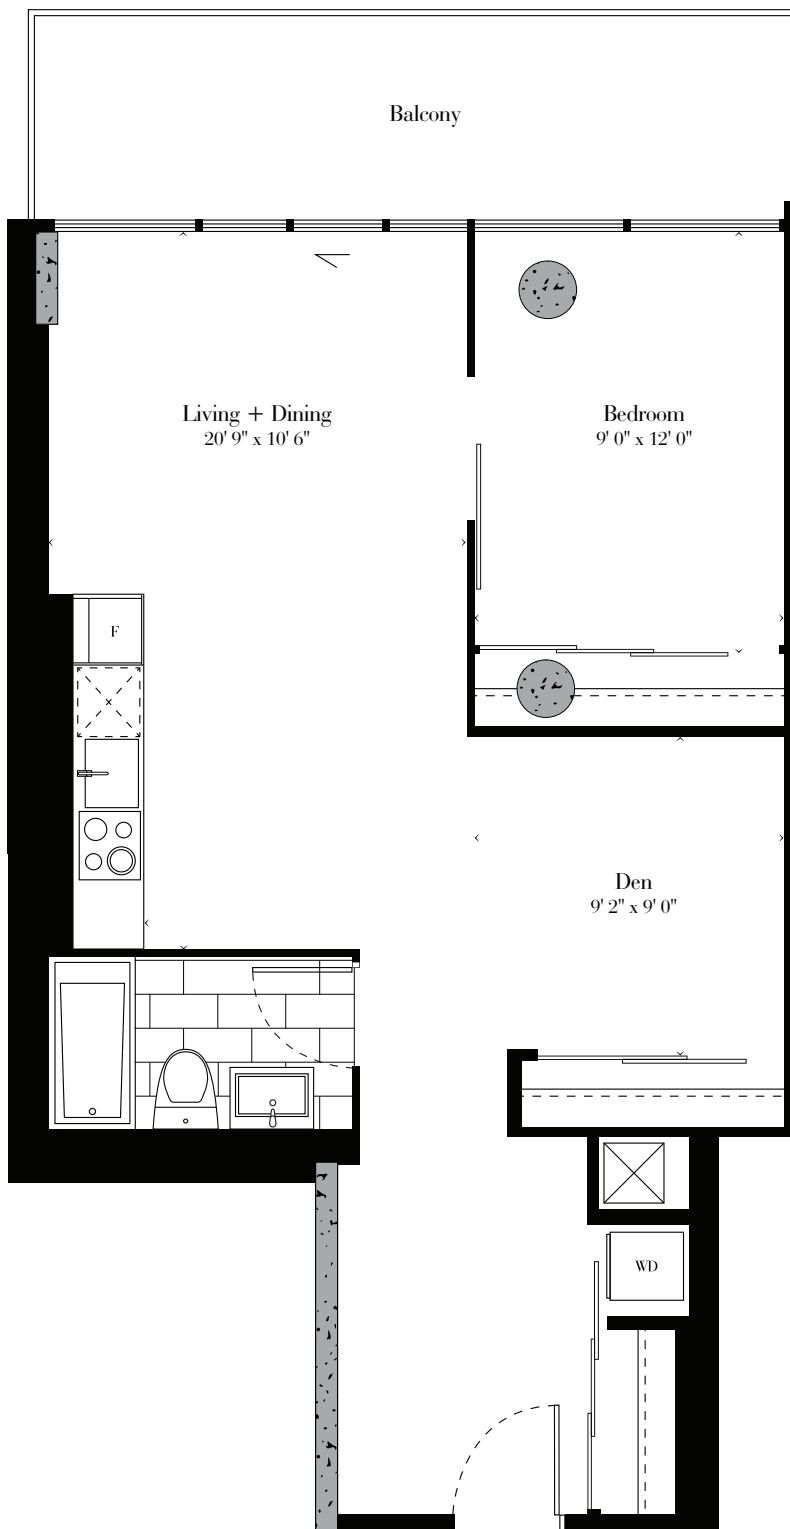 Balcony
Living + Dining
20' 9" x 10' 6"
Bedroom
9' 0" x 12' 0"
F
Den
9' 2" x 9' 0"
WD